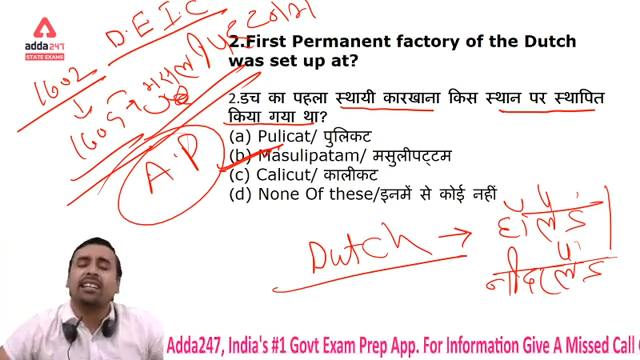 adda247
STATE EXAMS
D.E.I.C
1602
1605 में मसूलीपट्टनम
A.P
2.First Permanent factory of the Dutch
was set up at?
2.डच का पहला स्थायी कारखाना किस स्थान पर स्थापित
किया गया था?
(a) Pulicat/ पुलिकट
(b) Masulipatam/ मसुलीपट्टम
(c) Calicut/ कालीकट
(d) None Of these/इनमें से कोई नहीं
Dutch → हॉलैंड
नीदरलैंड
Adda247, India's #1 Govt Exam Prep App. For Information Give A Missed Call